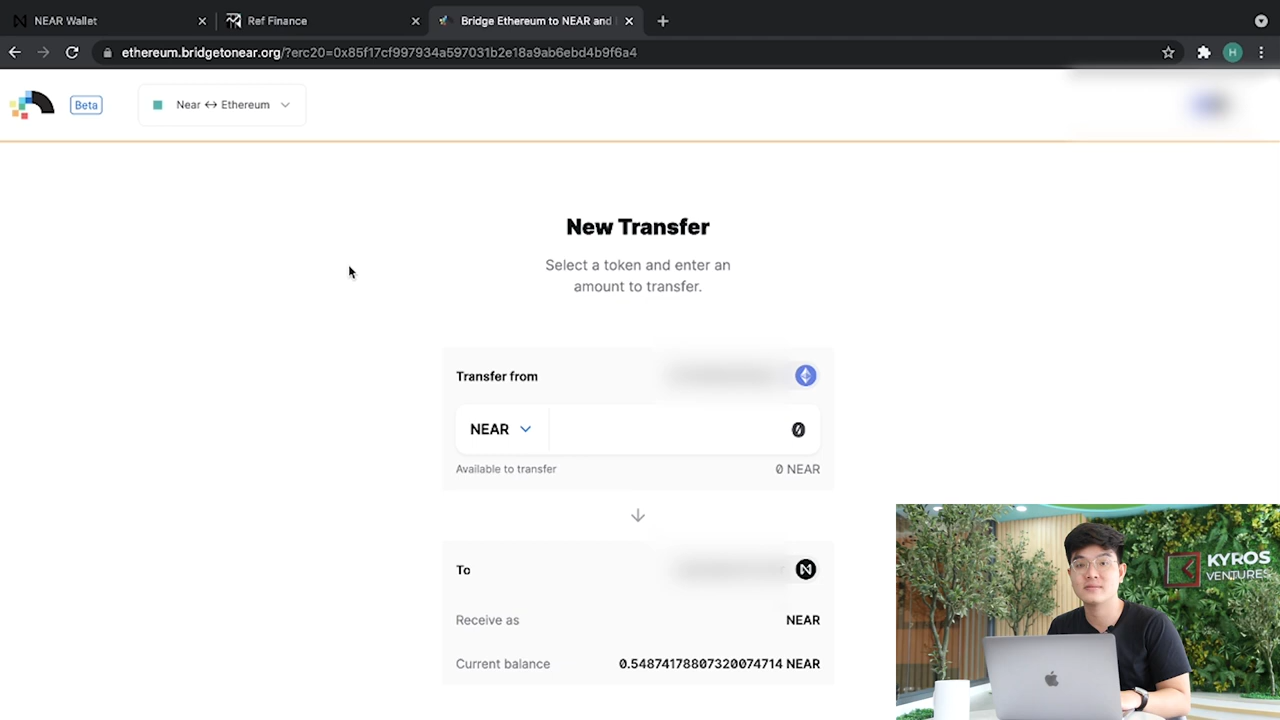 NEAR Wallet
Ref Finance
Bridge Ethereum to NEAR and
ethereum.bridgetonear.org/?erc20=0x85f17cf997934a597031b2e18a9ab6ebd4b9f6a4
H
Beta
Near ↔ Ethereum
New Transfer
Select a token and enter an
amount to transfer.
Transfer from
NEAR
0
Available to transfer
0 NEAR
To
Receive as
NEAR
Current balance
0.54874178807320074714 NEAR
KYROS
VENTURES